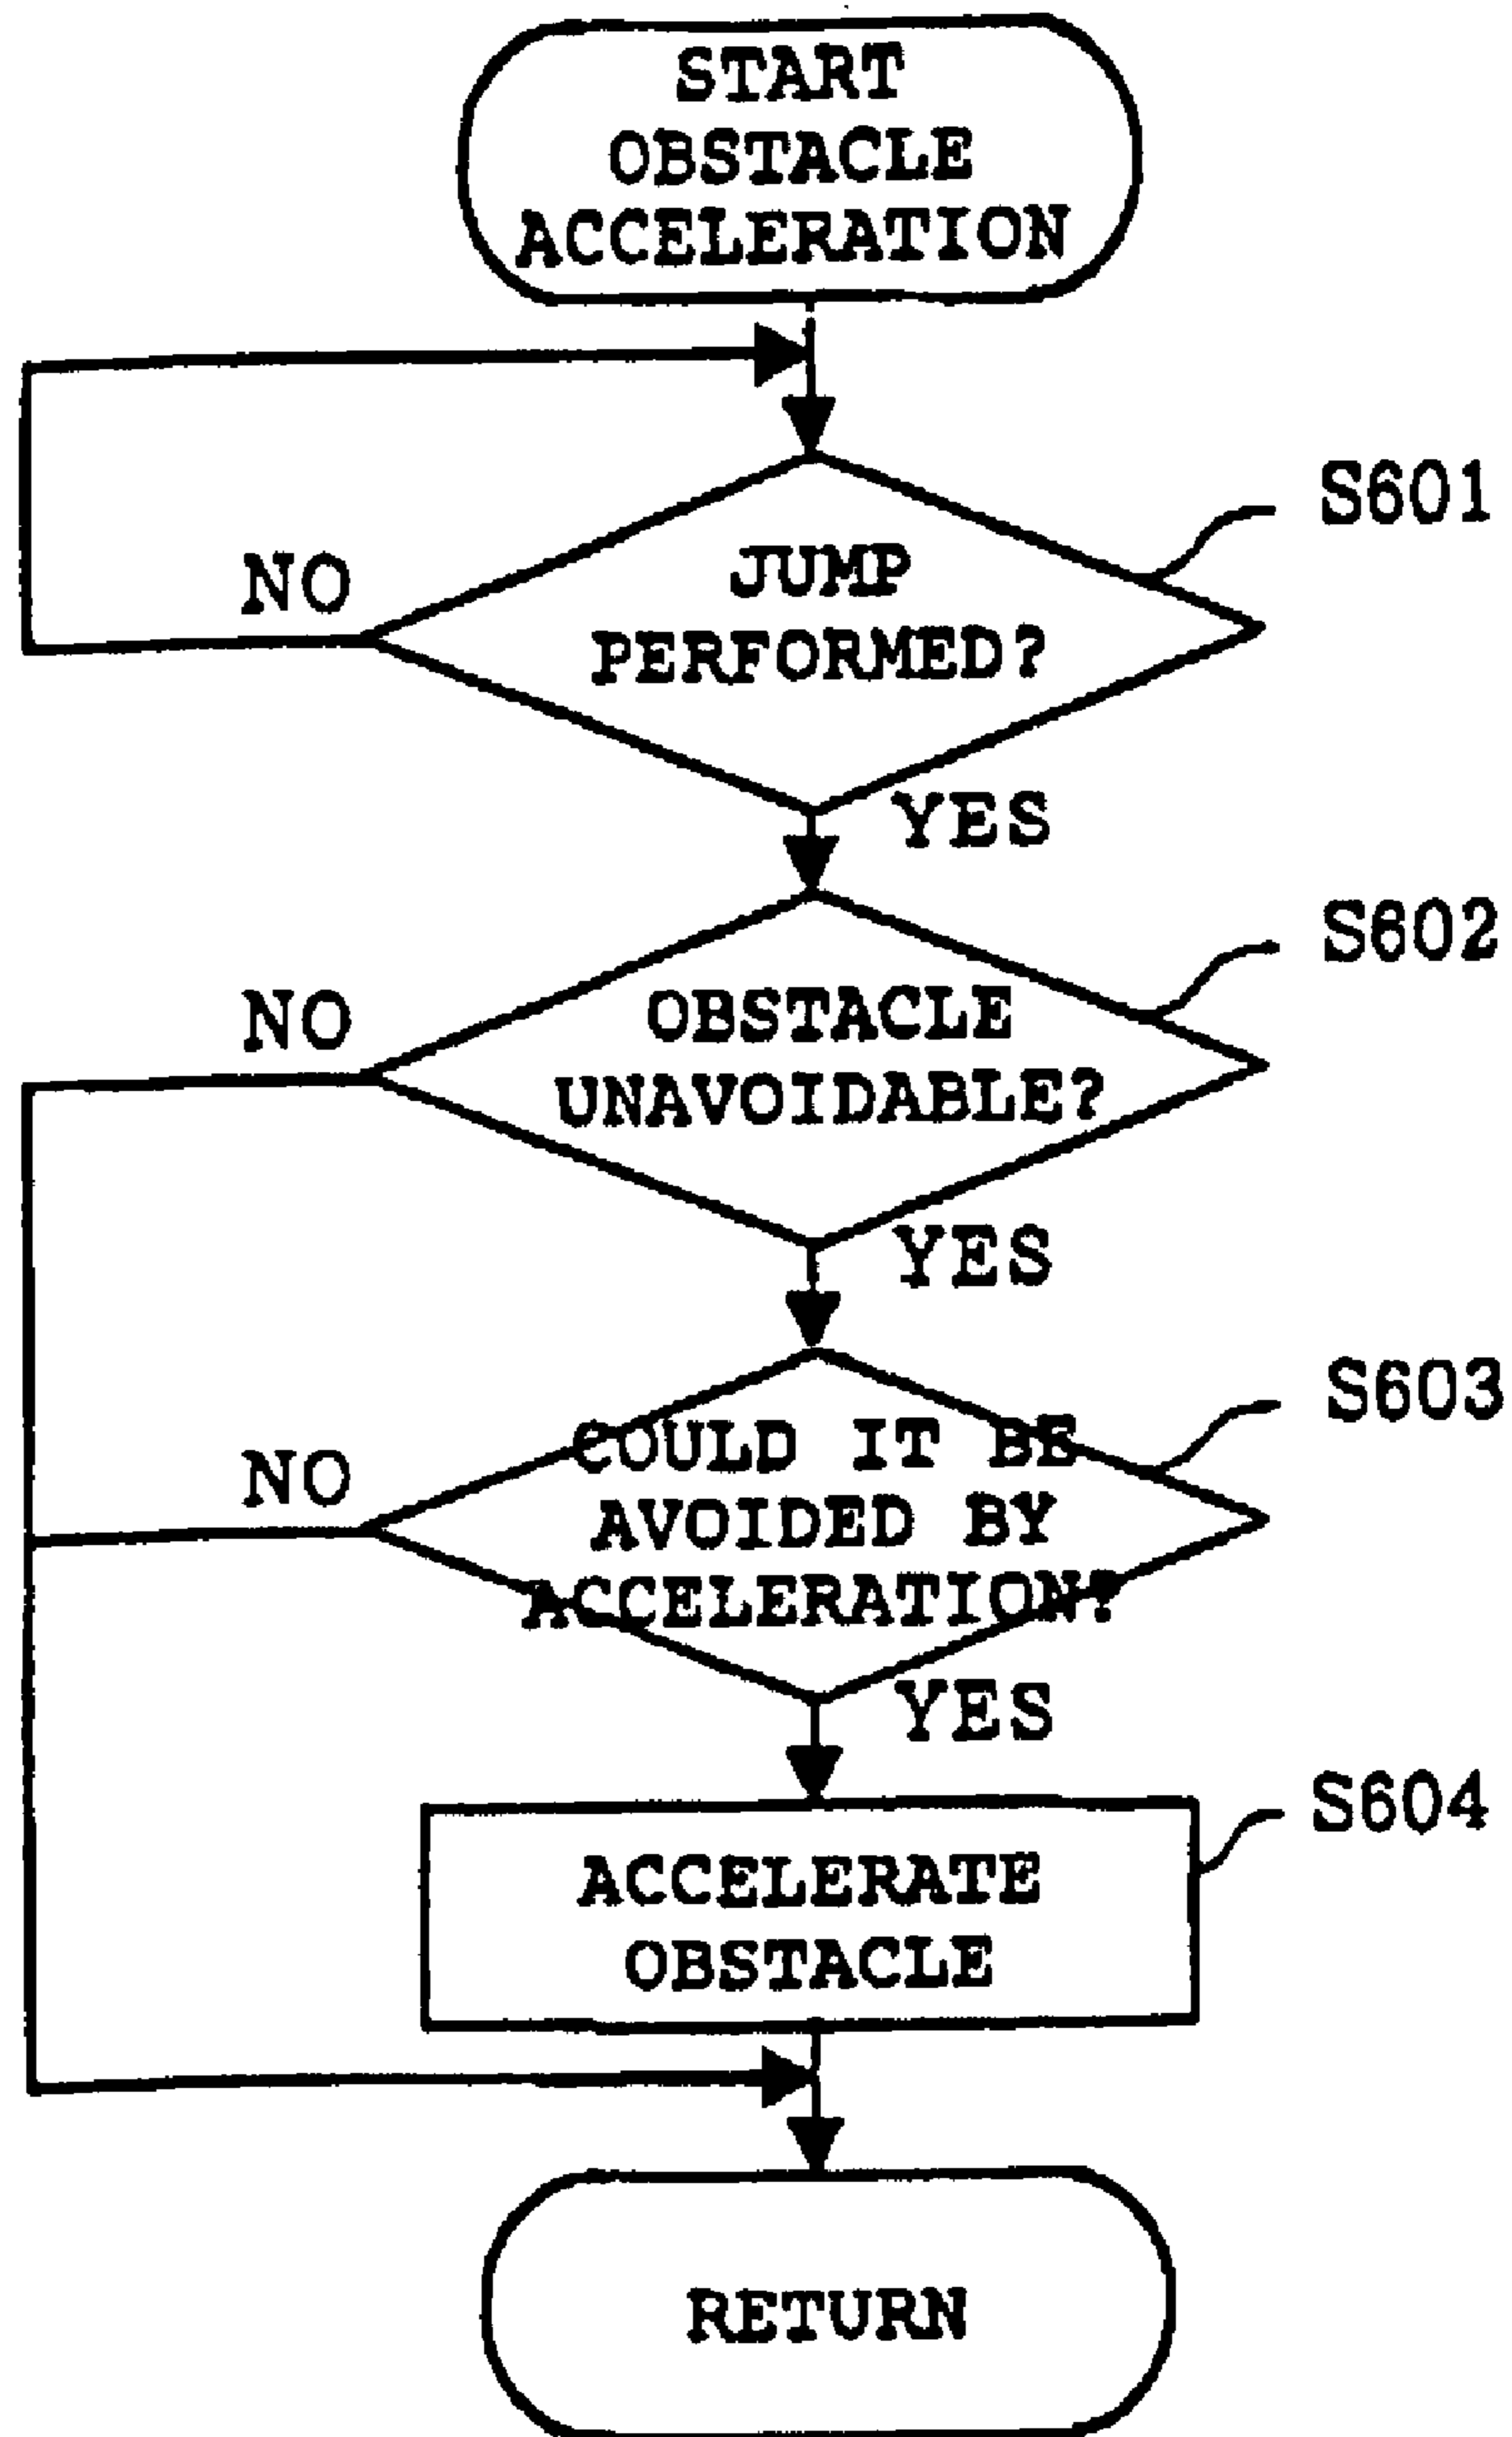 START
OBSTACLE
ACCELERATION
S601
NO
JUMP
PERFORMED?
YES
S602
NO
OBSTACLE
UNAVOIDABLE?
YES
S603
NO
COULD IT BE
AVOIDED BY
ACCELERATION?
YES
S604
ACCELERATE
OBSTACLE
RETURN